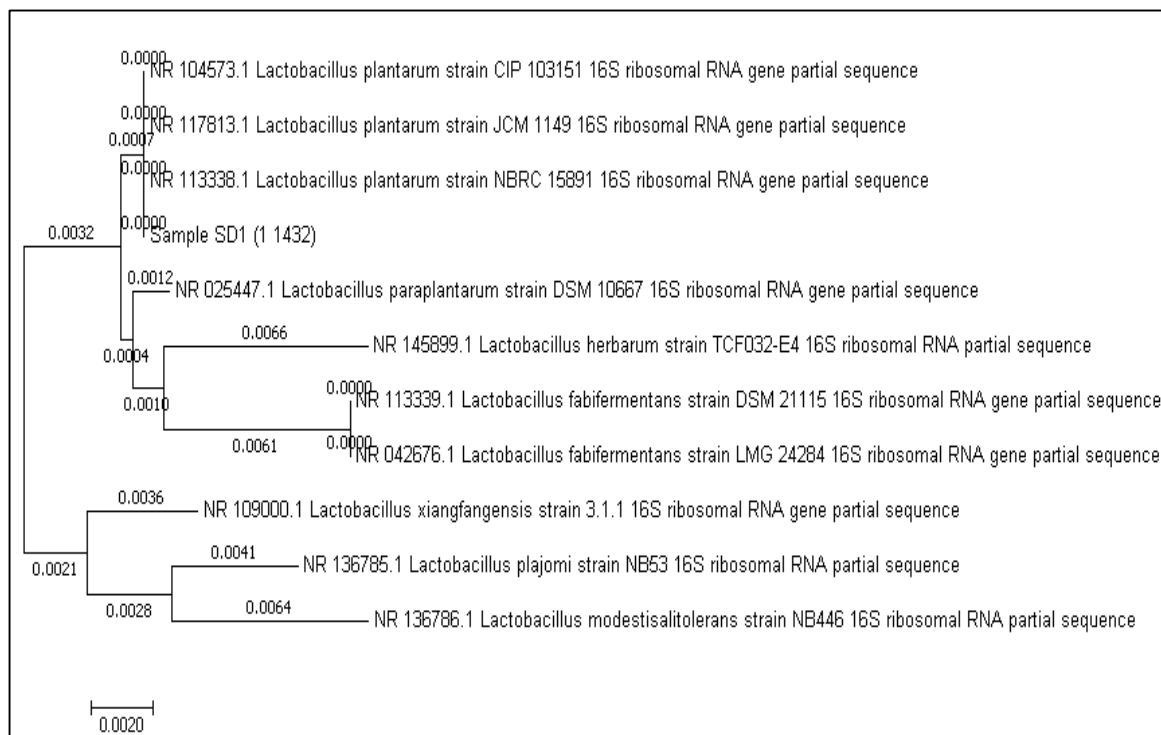 0.0000
NR 104573.1 Lactobacillus plantarum strain CIP 103151 16S ribosomal RNA gene partial sequence
0.0000
NR 117813.1 Lactobacillus plantarum strain JCM 1149 16S ribosomal RNA gene partial sequence
0.0007
0.0000
NR 113338.1 Lactobacillus plantarum strain NBRC 15891 16S ribosomal RNA gene partial sequence
0.0000
Sample SD1 (1 1432)
0.0032
0.0012
NR 025447.1 Lactobacillus paraplantarum strain DSM 10667 16S ribosomal RNA gene partial sequence
0.0004
0.0066
NR 145899.1 Lactobacillus herbarum strain TCF032-E4 16S ribosomal RNA partial sequence
0.0010
0.0000
NR 113339.1 Lactobacillus fabifermentans strain DSM 21115 16S ribosomal RNA gene partial sequence
0.0061
0.0000
NR 042676.1 Lactobacillus fabifermentans strain LMG 24284 16S ribosomal RNA gene partial sequence
0.0036
NR 109000.1 Lactobacillus xiangfangensis strain 3.1.1 16S ribosomal RNA gene partial sequence
0.0021
0.0041
NR 136785.1 Lactobacillus plajomi strain NB53 16S ribosomal RNA partial sequence
0.0028
0.0064
NR 136786.1 Lactobacillus modestisalitolerans strain NB446 16S ribosomal RNA partial sequence
0.0020